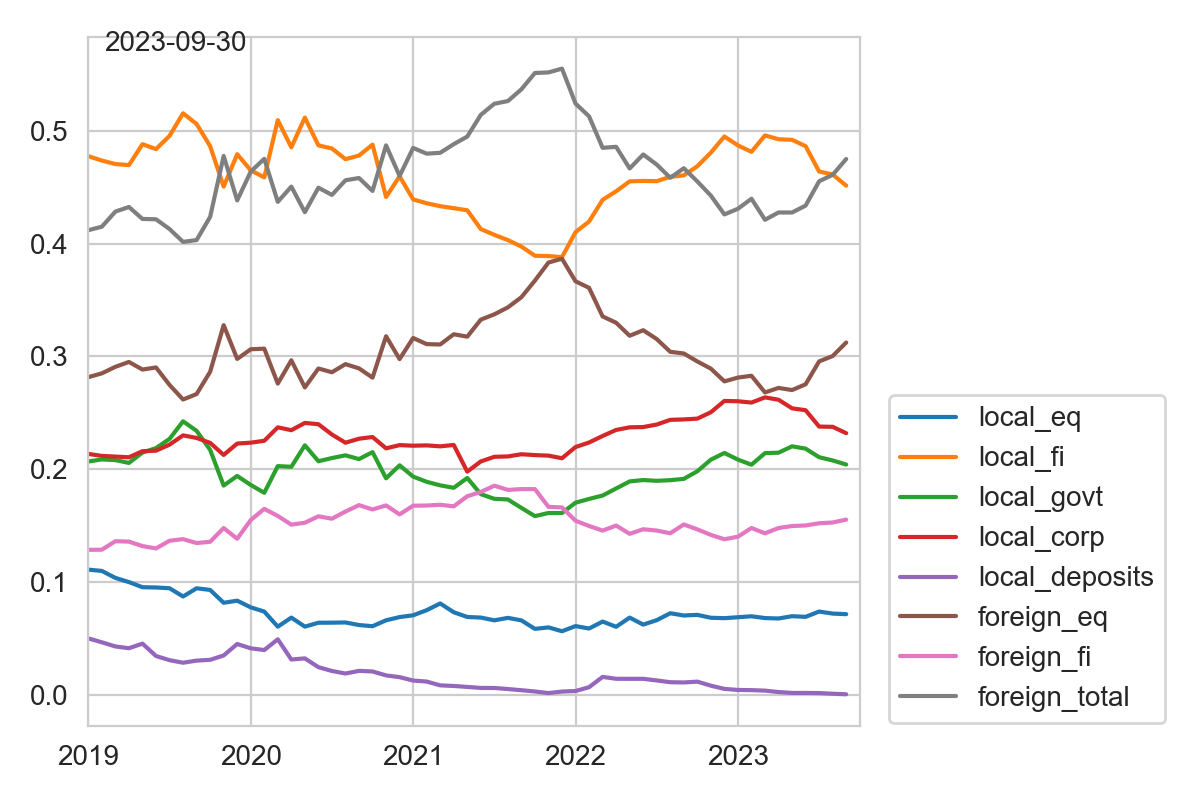 2023-09-30
0.5
0.4
0.3
0.2
0.1
0.0
2019 2020 2021 2022 2023
local_eq
local_fi
local_govt
local_corp
local_deposits
foreign_eq
foreign_fi
foreign_total